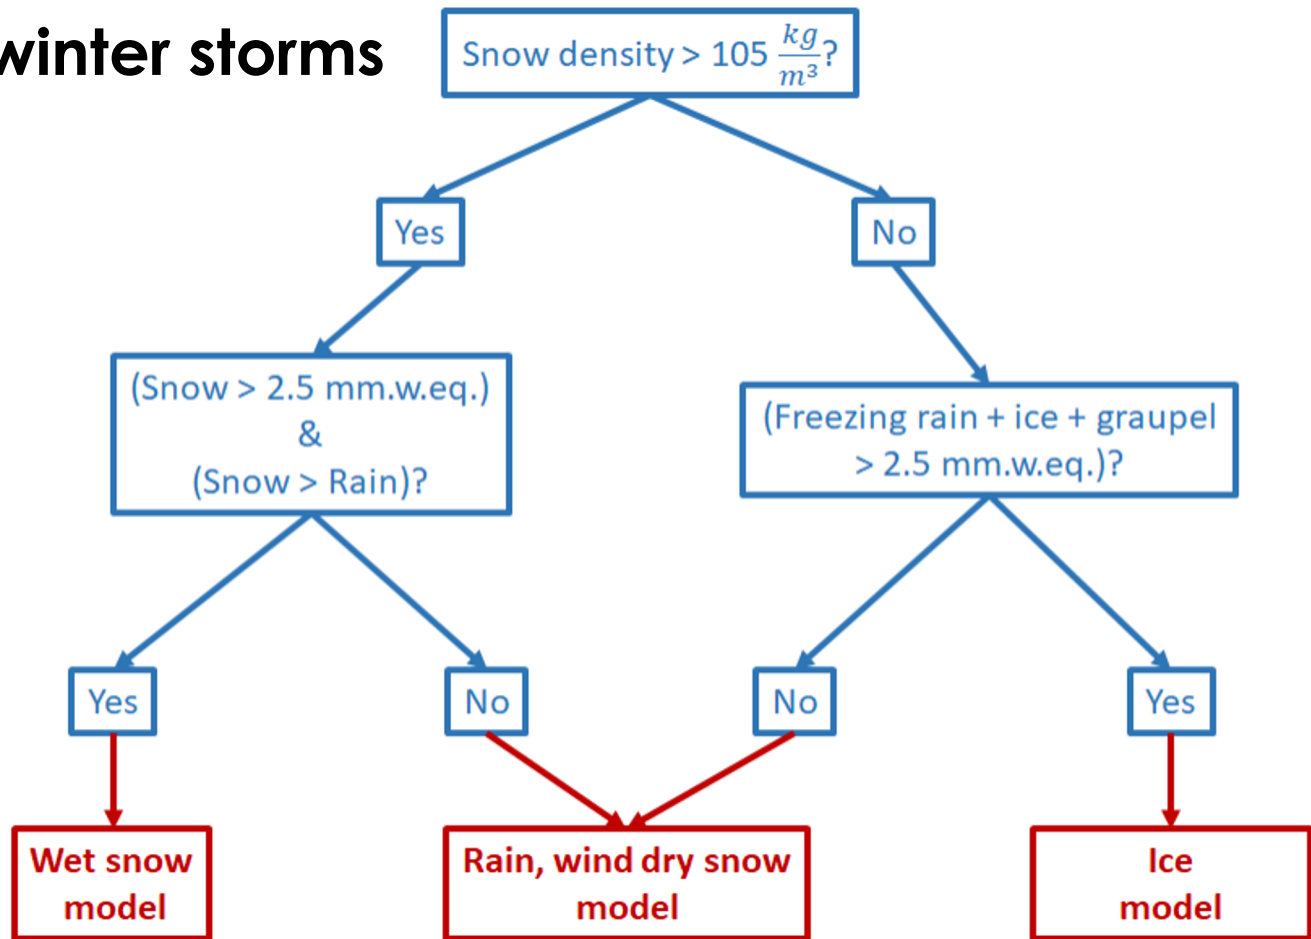 winter storms
Snow density > 105 kg/m³?
Yes
No
(Snow > 2.5 mm.w.eq.)
&
(Snow > Rain)?
(Freezing rain + ice + graupel
> 2.5 mm.w.eq.)?
Yes
No
No
Yes
Wet snow
model
Rain, wind dry snow
model
Ice
model